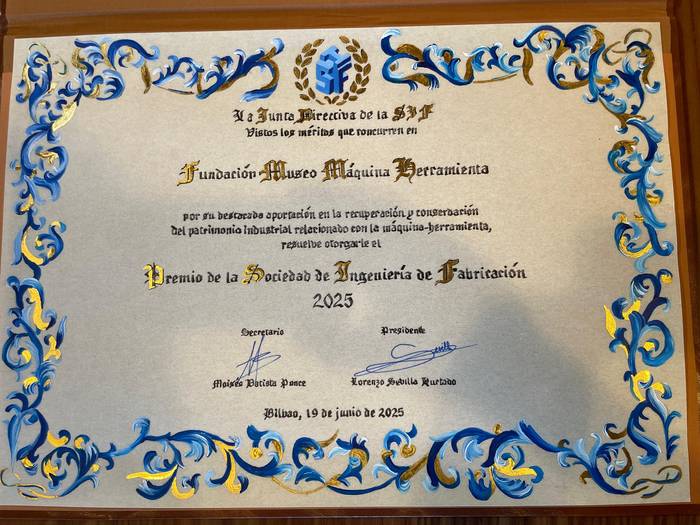 SIF
La Junta Directiva de la SIF
Vistos los méritos que concurren en
Fundación Museo Máquina Herramienta
por su destacada aportación en la recuperación y conservación
del patrimonio industrial relacionado con la máquina-herramienta,
resuelve otorgarle el
Premio de la Sociedad de Ingeniería de Fabricación
2025
Secretario Presidente
Moisés Batista Ponce Lorenzo Sevilla Hurtado
Bilbao, 19 de junio de 2025